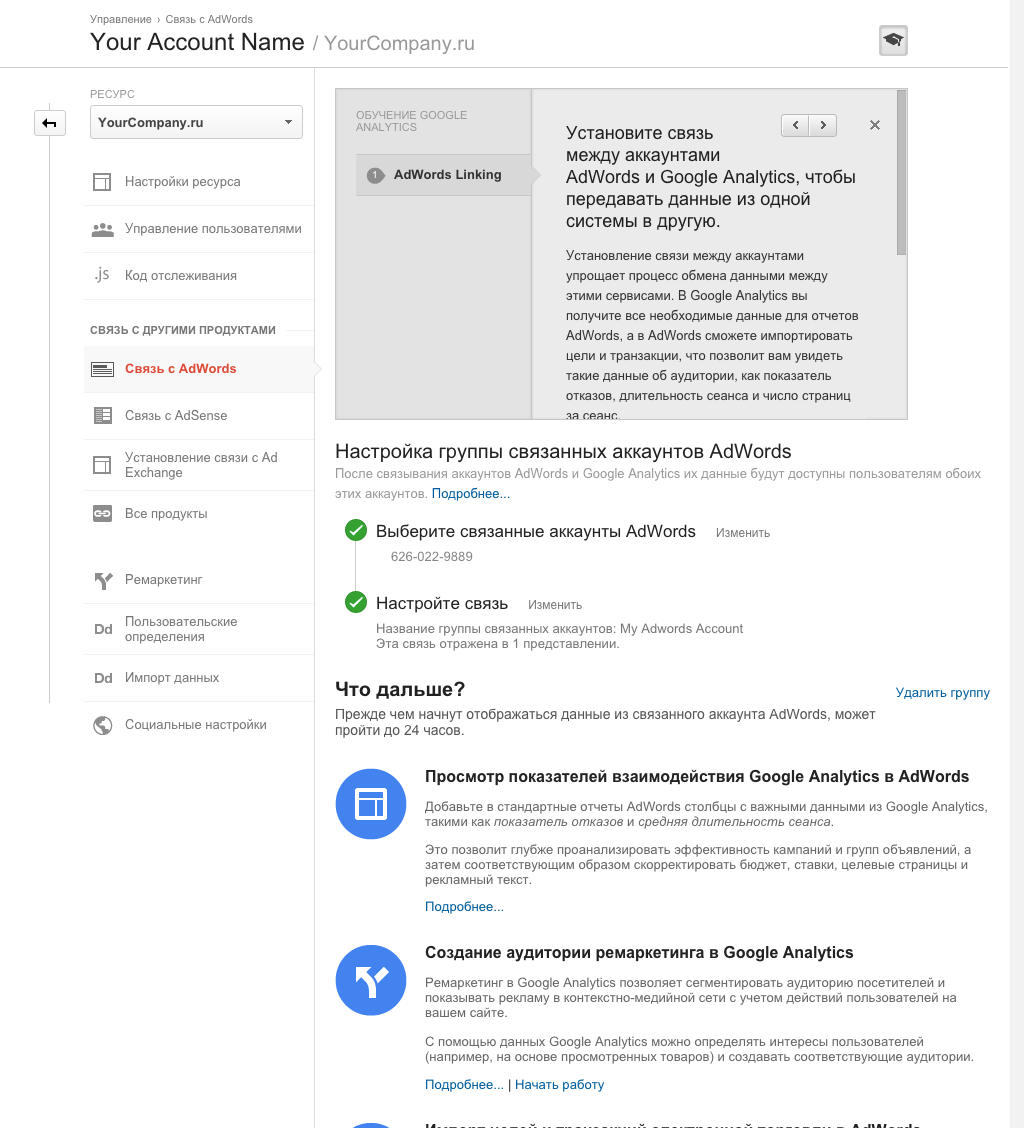 Управление › Связь с AdWords
Your Account Name / YourCompany.ru
РЕСУРС
YourCompany.ru
Настройки ресурса
Управление пользователями
.js Код отслеживания
СВЯЗЬ С ДРУГИМИ ПРОДУКТАМИ
Связь с AdWords
Связь с AdSense
Установление связи с Ad
Exchange
Все продукты
Ремаркетинг
Dd Пользовательские
определения
Dd Импорт данных
Социальные настройки
ОБУЧЕНИЕ GOOGLE
ANALYTICS
1 AdWords Linking
Установите связь
между аккаунтами
AdWords и Google Analytics, чтобы
передавать данные из одной
системы в другую.
Установление связи между аккаунтами
упрощает процесс обмена данными между
этими сервисами. В Google Analytics вы
получите все необходимые данные для отчетов
AdWords, а в AdWords сможете импортировать
цели и транзакции, что позволит вам увидеть
такие данные об аудитории, как показатель
отказов, длительность сеанса и число страниц
за сеанс.
Настройка группы связанных аккаунтов AdWords
После связывания аккаунтов AdWords и Google Analytics их данные будут доступны пользователям обоих
этих аккаунтов. Подробнее...
Выберите связанные аккаунты AdWords Изменить
626-022-9889
Настройте связь Изменить
Название группы связанных аккаунтов: My Adwords Account
Эта связь отражена в 1 представлении.
Что дальше?
Удалить группу
Прежде чем начнут отображаться данные из связанного аккаунта AdWords, может
пройти до 24 часов.
Просмотр показателей взаимодействия Google Analytics в AdWords
Добавьте в стандартные отчеты AdWords столбцы с важными данными из Google Analytics,
такими как показатель отказов и средняя длительность сеанса.
Это позволит глубже проанализировать эффективность кампаний и групп объявлений, а
затем соответствующим образом скорректировать бюджет, ставки, целевые страницы и
рекламный текст.
Подробнее...
Создание аудитории ремаркетинга в Google Analytics
Ремаркетинг в Google Analytics позволяет сегментировать аудиторию посетителей и
показывать рекламу в контекстно-медийной сети с учетом действий пользователей на
вашем сайте.
С помощью данных Google Analytics можно определять интересы пользователей
(например, на основе просмотренных товаров) и создавать соответствующие аудитории.
Подробнее... | Начать работу
Импорт целей и транзакций электронной торговли в AdWords